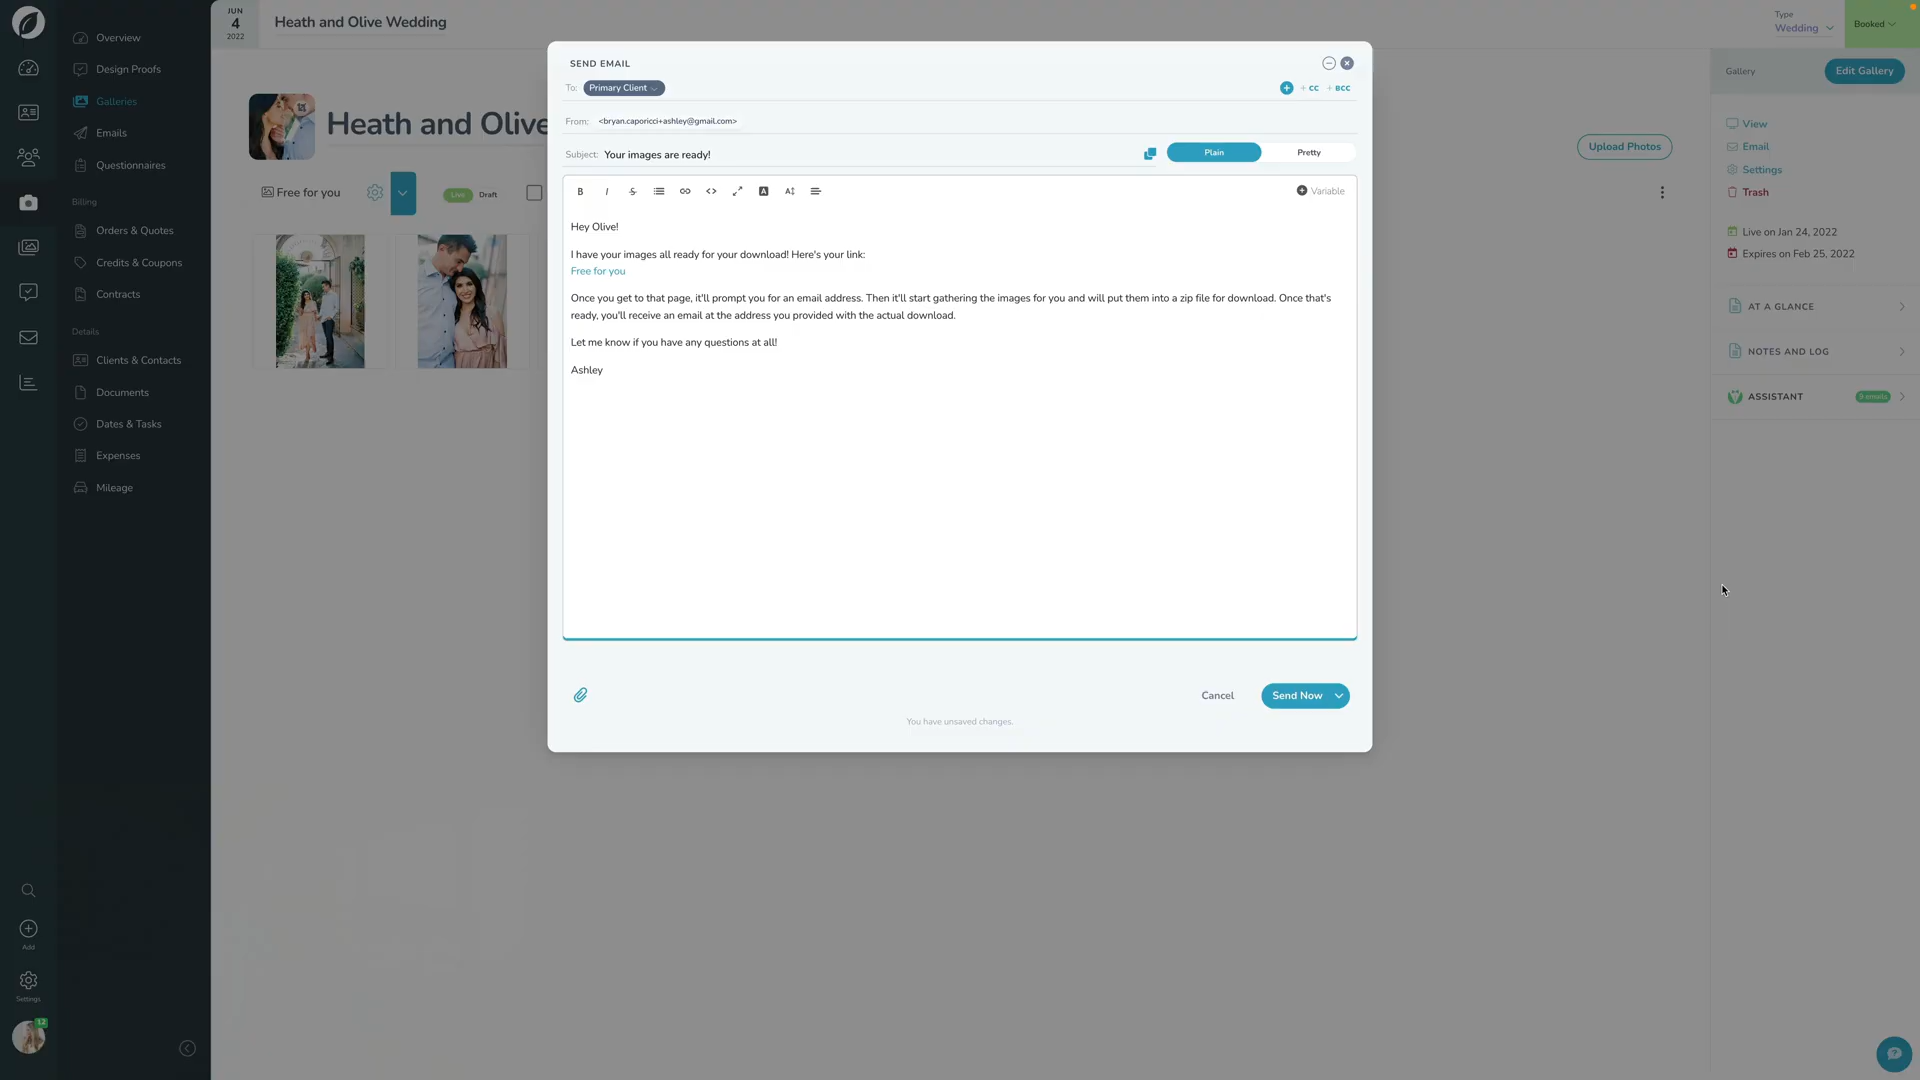 JUN
4
2022
Heath and Olive Wedding
Type
Wedding
Booked
Overview
Design Proofs
Galleries
Emails
Questionnaires
Billing
Orders & Quotes
Credits & Coupons
Contracts
Details
Clients & Contacts
Documents
Dates & Tasks
Expenses
Mileage
Add
Settings
12
Heath and Olive
Free for you
Live
Draft
Upload Photos
SEND EMAIL
To:
Primary Client
+ CC
+ BCC
From: <bryan.caporicci+ashley@gmail.com>
Subject: Your images are ready!
Plain
Pretty
B I S A A
Variable
Hey Olive!
I have your images all ready for your download! Here's your link:
Free for you
Once you get to that page, it'll prompt you for an email address. Then it'll start gathering the images for you and will put them into a zip file for download. Once that's
ready, you'll receive an email at the address you provided with the actual download.
Let me know if you have any questions at all!
Ashley
Cancel
Send Now
You have unsaved changes.
Gallery
Edit Gallery
View
Email
Settings
Trash
Live on Jan 24, 2022
Expires on Feb 25, 2022
AT A GLANCE
NOTES AND LOG
ASSISTANT
9 emails